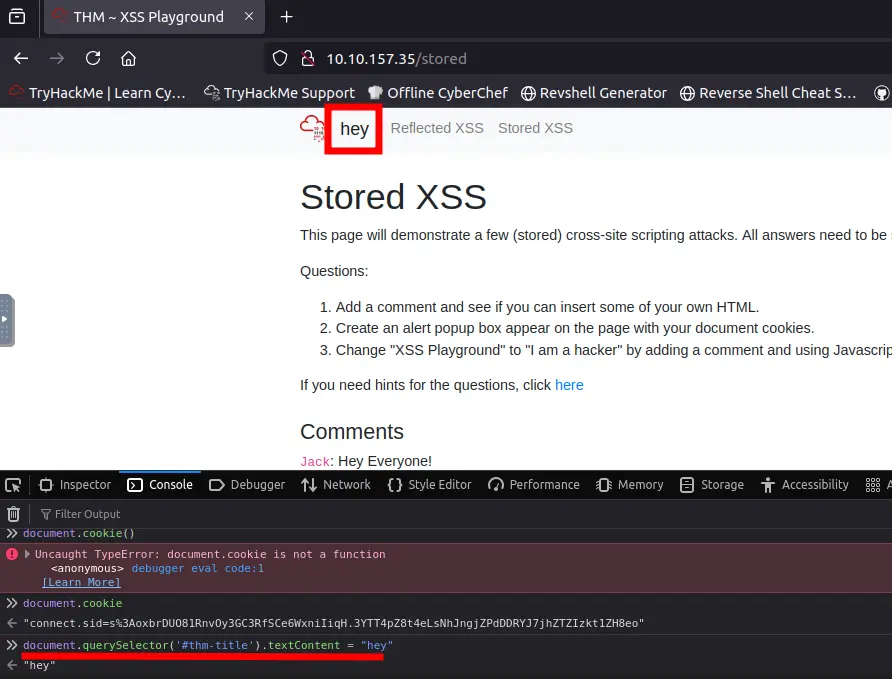 THM ~ XSS Playground
10.10.157.35/stored
TryHackMe | Learn Cy… TryHackMe Support Offline CyberChef Revshell Generator Reverse Shell Cheat S…
hey Reflected XSS Stored XSS
Stored XSS
This page will demonstrate a few (stored) cross-site scripting attacks. All answers need to be
Questions:
1. Add a comment and see if you can insert some of your own HTML.
2. Create an alert popup box appear on the page with your document cookies.
3. Change "XSS Playground" to "I am a hacker" by adding a comment and using Javascrip
If you need hints for the questions, click here
Comments
Jack: Hey Everyone!
Inspector Console Debugger Network Style Editor Performance Memory Storage Accessibility A
Filter Output
document.cookie()
Uncaught TypeError: document.cookie is not a function
<anonymous> debugger eval code:1
[Learn More]
document.cookie
"connect.sid=s%3AoxbrDUO81RnvOy3GC3RfSCe6WxniIiqH.3YTT4pZ8t4eLsNhJngjZPdDDRYJ7jhZTZIzkt1ZH8eo"
document.querySelector('#thm-title').textContent = "hey"
"hey"